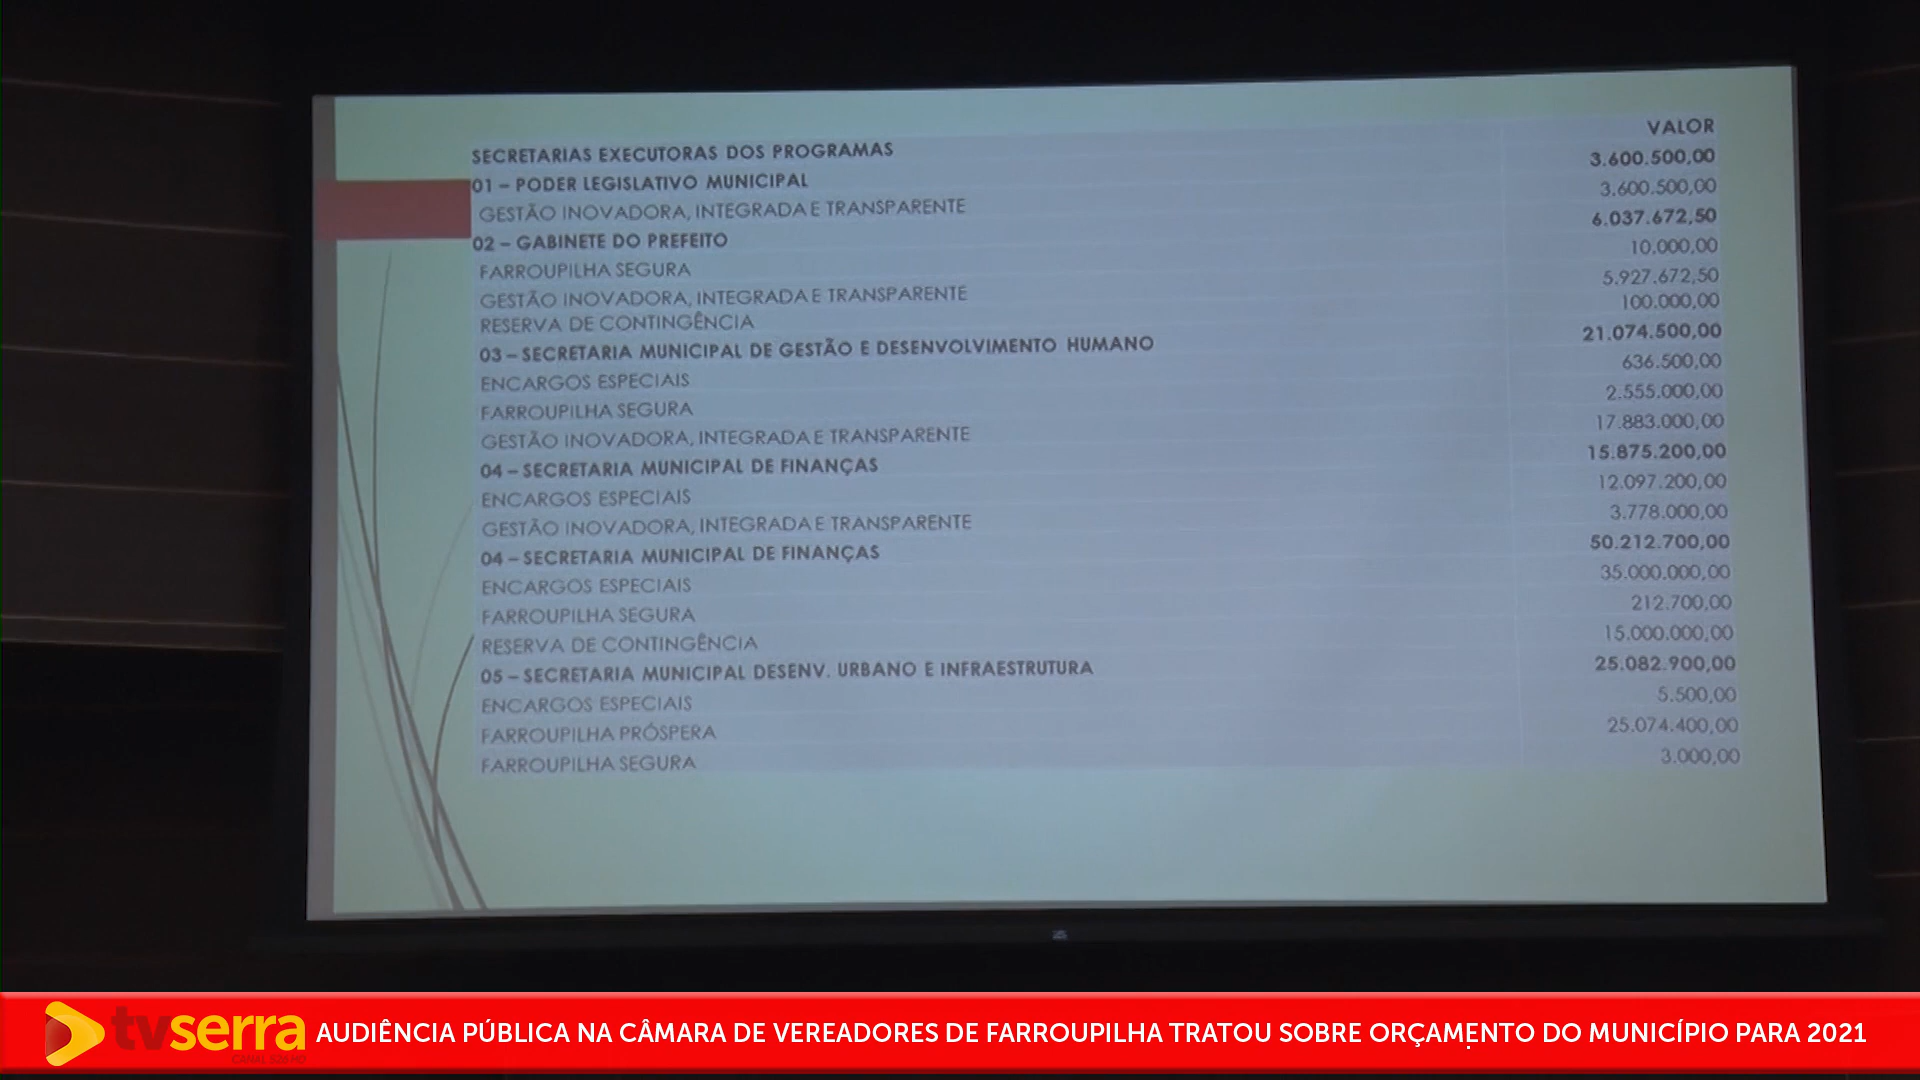 VALOR
SECRETARIAS EXECUTORAS DOS PROGRAMAS
01 – PODER LEGISLATIVO MUNICIPAL 3.600.500,00
GESTÃO INOVADORA, INTEGRADA E TRANSPARENTE 3.600.500,00
02 – GABINETE DO PREFEITO 6.037.672,50
FARROUPILHA SEGURA 10.000,00
GESTÃO INOVADORA, INTEGRADA E TRANSPARENTE 5.927.672,50
RESERVA DE CONTINGÊNCIA 100.000,00
03 – SECRETARIA MUNICIPAL DE GESTÃO E DESENVOLVIMENTO HUMANO 21.074.500,00
ENCARGOS ESPECIAIS 636.500,00
FARROUPILHA SEGURA 2.555.000,00
GESTÃO INOVADORA, INTEGRADA E TRANSPARENTE 17.883.000,00
04 – SECRETARIA MUNICIPAL DE FINANÇAS 15.875.200,00
ENCARGOS ESPECIAIS 12.097.200,00
GESTÃO INOVADORA, INTEGRADA E TRANSPARENTE 3.778.000,00
04 – SECRETARIA MUNICIPAL DE FINANÇAS 50.212.700,00
ENCARGOS ESPECIAIS 35.000.000,00
FARROUPILHA SEGURA 212.700,00
RESERVA DE CONTINGÊNCIA 15.000.000,00
05 – SECRETARIA MUNICIPAL DESENV. URBANO E INFRAESTRUTURA 25.082.900,00
ENCARGOS ESPECIAIS 5.500,00
FARROUPILHA PRÓSPERA 25.074.400,00
FARROUPILHA SEGURA 3.000,00
tvserra
CANAL 526 HD
AUDIÊNCIA PÚBLICA NA CÂMARA DE VEREADORES DE FARROUPILHA TRATOU SOBRE ORÇAMENTO DO MUNICÍPIO PARA 2021